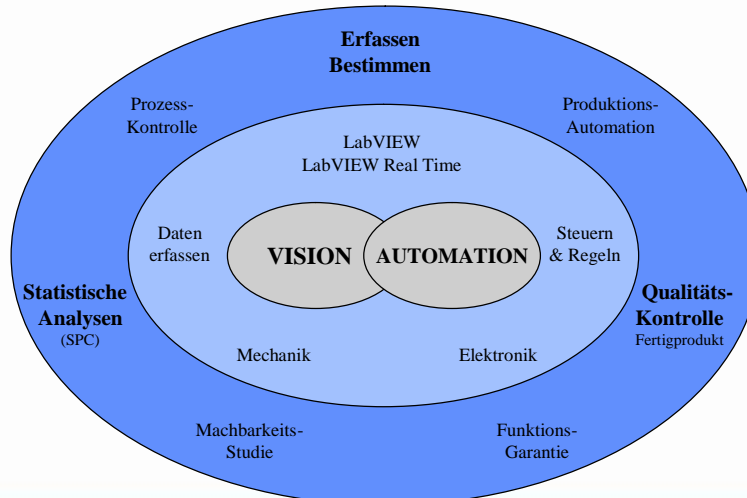 Erfassen
Bestimmen
Prozess-
Kontrolle
Produktions-
Automation
LabVIEW
LabVIEW Real Time
Daten
erfassen
VISION
AUTOMATION
Steuern
& Regeln
Statistische
Analysen
(SPC)
Qualitäts-
Kontrolle
Fertigprodukt
Mechanik
Elektronik
Machbarkeits-
Studie
Funktions-
Garantie